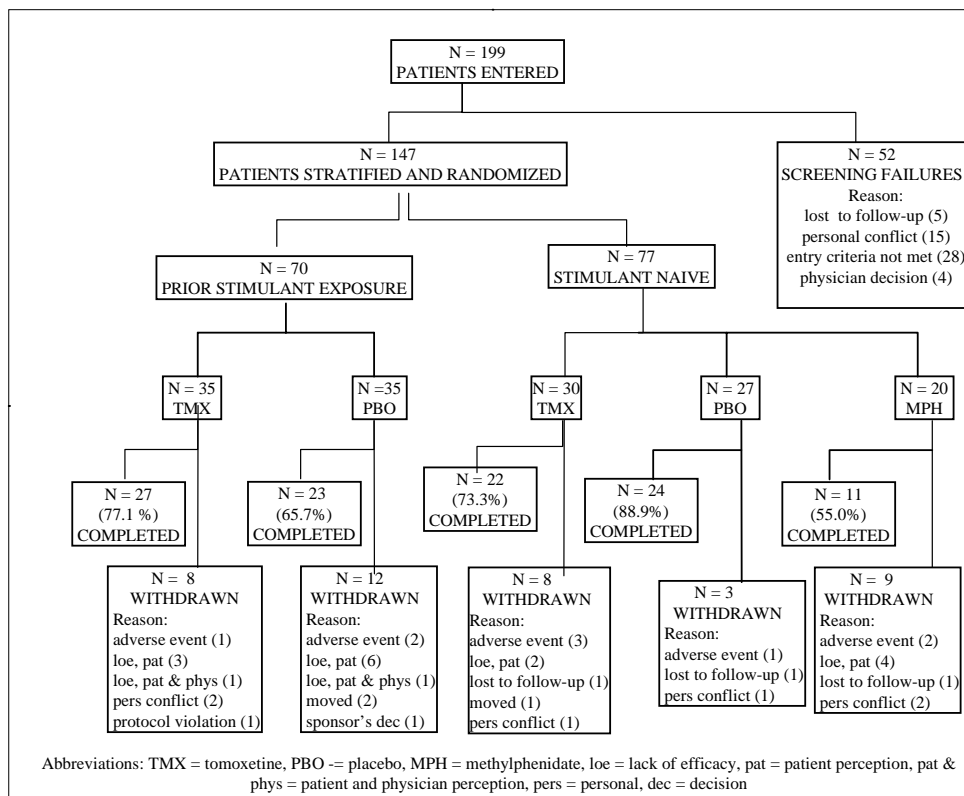 N = 199
PATIENTS ENTERED
N = 147
PATIENTS STRATIFIED AND RANDOMIZED
N = 52
SCREENING FAILURES
Reason:
lost to follow-up (5)
personal conflict (15)
entry criteria not met (28)
physician decision (4)
N = 70
PRIOR STIMULANT EXPOSURE
N = 77
STIMULANT NAIVE
N = 35
TMX
N =35
PBO
N = 30
TMX
N = 27
PBO
N = 20
MPH
N = 27
(77.1 %)
COMPLETED
N = 23
(65.7%)
COMPLETED
N = 22
(73.3%)
COMPLETED
N = 24
(88.9%)
COMPLETED
N = 11
(55.0%)
COMPLETED
N = 8
WITHDRAWN
Reason:
adverse event (1)
loe, pat (3)
loe, pat & phys (1)
pers conflict (2)
protocol violation (1)
N = 12
WITHDRAWN
Reason:
adverse event (2)
loe, pat (6)
loe, pat & phys (1)
moved (2)
sponsor's dec (1)
N = 8
WITHDRAWN
Reason:
adverse event (3)
loe, pat (2)
lost to follow-up (1)
moved (1)
pers conflict (1)
N = 3
WITHDRAWN
Reason:
adverse event (1)
lost to follow-up (1)
pers conflict (1)
N = 9
WITHDRAWN
Reason:
adverse event (2)
loe, pat (4)
lost to follow-up (1)
pers conflict (2)
Abbreviations: TMX = tomoxetine, PBO -= placebo, MPH = methylphenidate, loe = lack of efficacy, pat = patient perception, pat &
phys = patient and physician perception, pers = personal, dec = decision